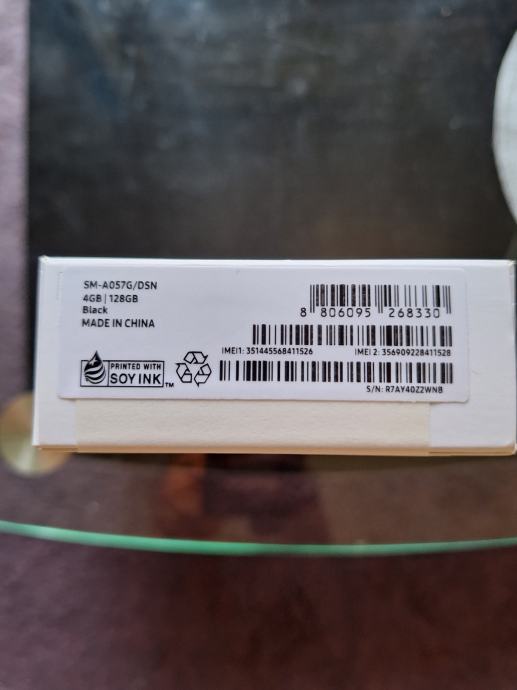 SM-A057G/DSN
4GB | 128GB
Black
MADE IN CHINA
8 806095 268330
IMEI1: 351445568411526 IMEI 2: 356909228411528
PRINTED WITH
SOY INK™
S/N: R7AY40Z2WNB